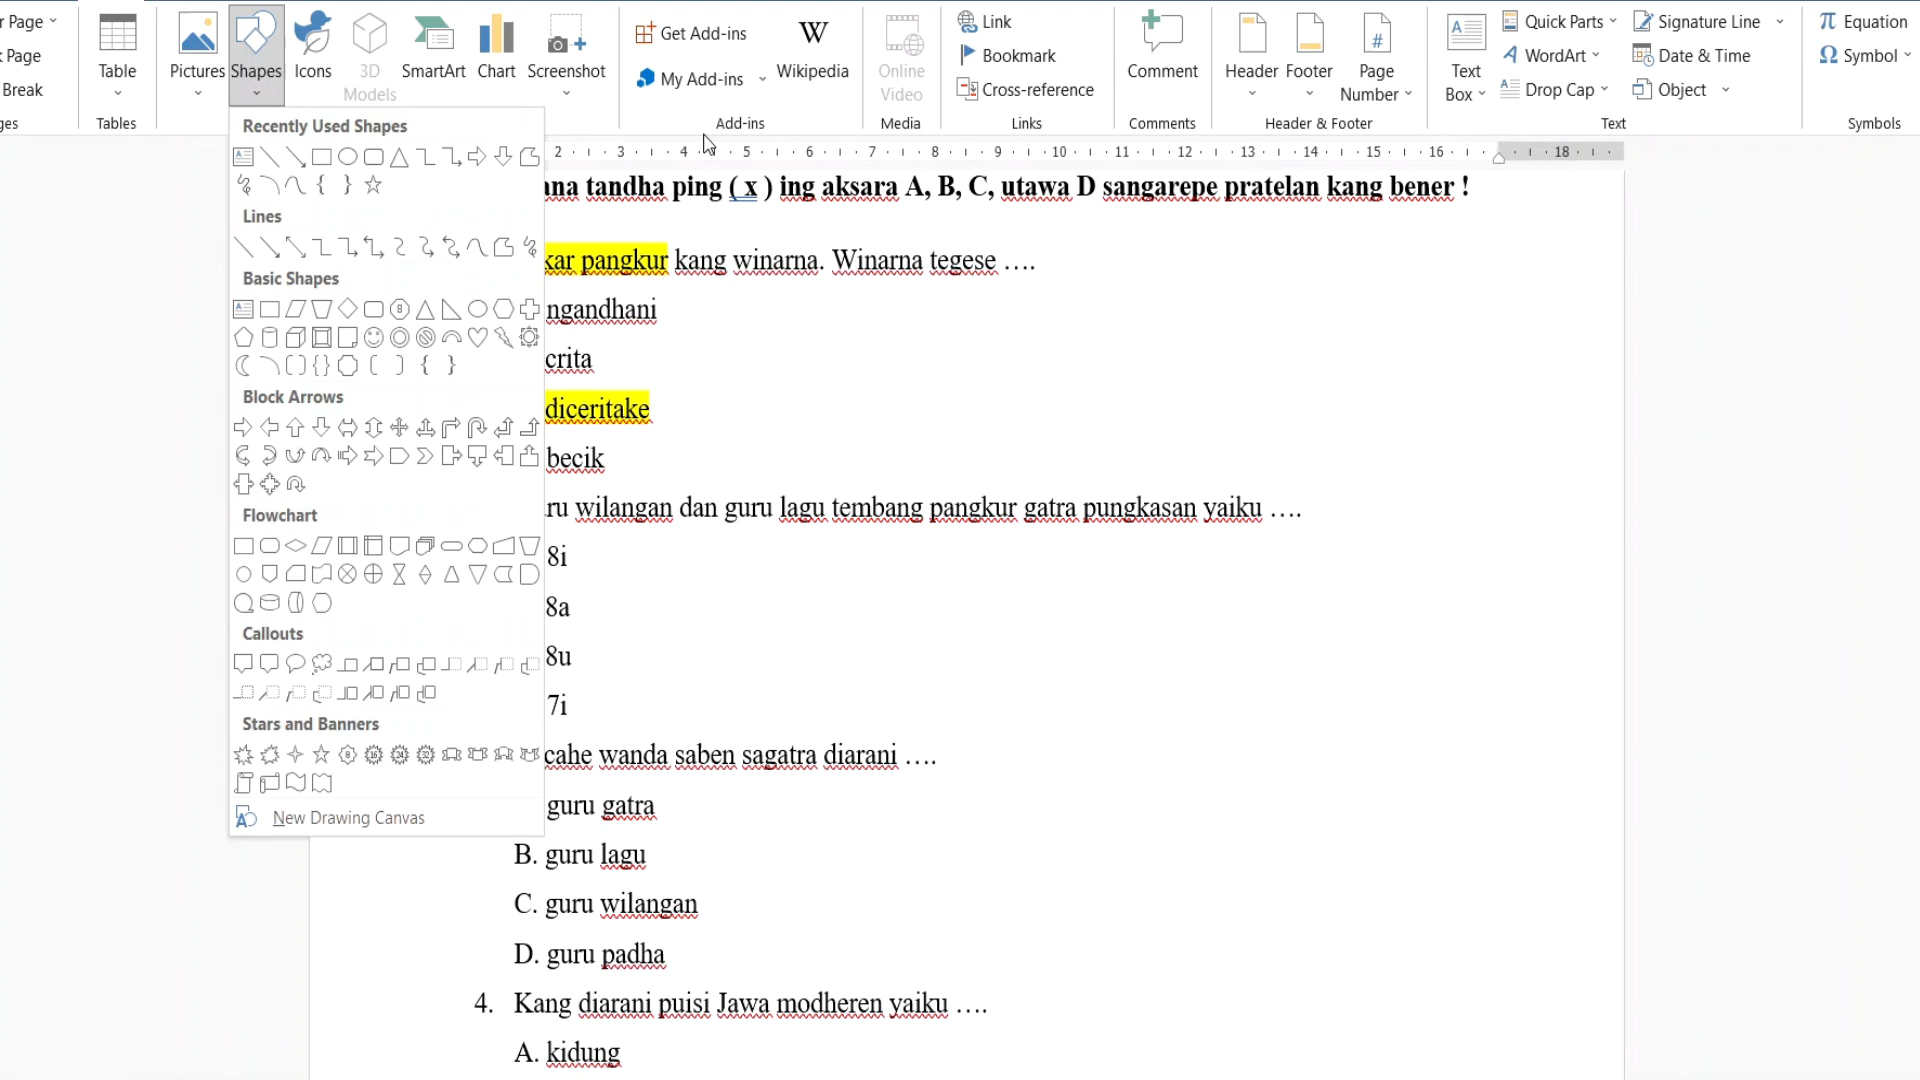 r Page
Page
Break
ges
Table
Tables
Pictures
Shapes
Icons
3D
Models
SmartArt
Chart
Screenshot
Get Add-ins
My Add-ins
Wikipedia
Add-ins
Online
Video
Media
Link
Bookmark
Cross-reference
Links
Comment
Comments
Header
Footer
Page
Number
Header & Footer
Text
Box
Quick Parts
WordArt
Drop Cap
Signature Line
Date & Time
Object
Text
Equation
Symbol
Symbols
2 3 4 5 6 7 8 9 10 11 12 13 14 15 16 18
Recently Used Shapes
Lines
Basic Shapes
Block Arrows
Flowchart
Callouts
Stars and Banners
New Drawing Canvas
ana tandha ping ( x ) ing aksara A, B, C, utawa D sangarepe pratelan kang bener !
kar pangkur kang winarna. Winarna tegese ….
ngandhani
crita
diceritake
becik
ru wilangan dan guru lagu tembang pangkur gatra pungkasan yaiku ….
8i
8a
8u
7i
cahe wanda saben sagatra diarani ….
guru gatra
B. guru lagu
C. guru wilangan
D. guru padha
4. Kang diarani puisi Jawa modheren yaiku ….
A. kidung